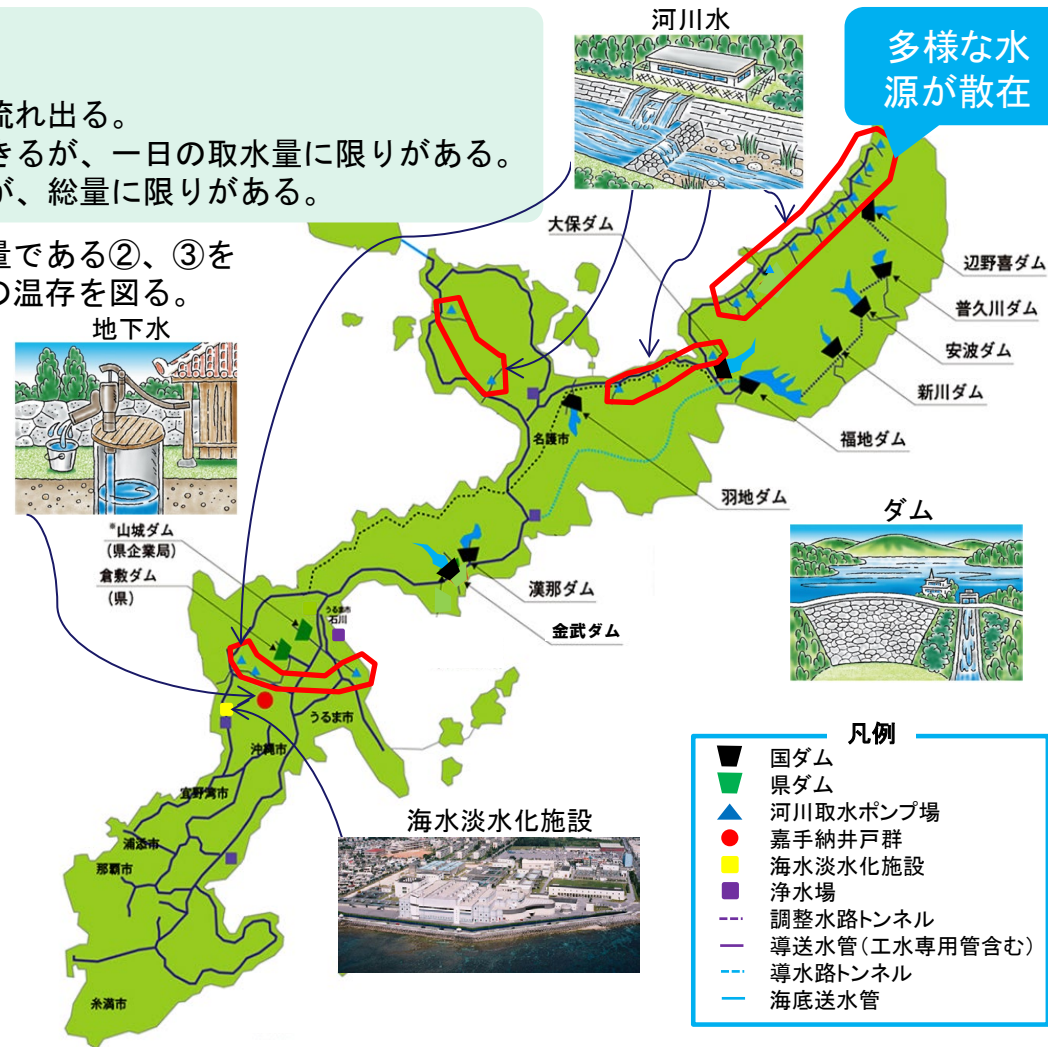 河川水
多様な水
源が散在
流れ出る。
きるが、一日の取水量に限りがある。
が、総量に限りがある。
量である②、③を
の温存を図る。
地下水
大保ダム
辺野喜ダム
普久川ダム
安波ダム
新川ダム
福地ダム
名護市
羽地ダム
ダム
*山城ダム
(県企業局)
倉敷ダム
(県)
うるま市
石川
漢那ダム
金武ダム
うるま市
沖縄市
宜野湾市
浦添市
那覇市
糸満市
海水淡水化施設
凡例
国ダム
県ダム
河川取水ポンプ場
嘉手納井戸群
海水淡水化施設
浄水場
調整水路トンネル
導送水管(工水専用管含む)
導水路トンネル
海底送水管